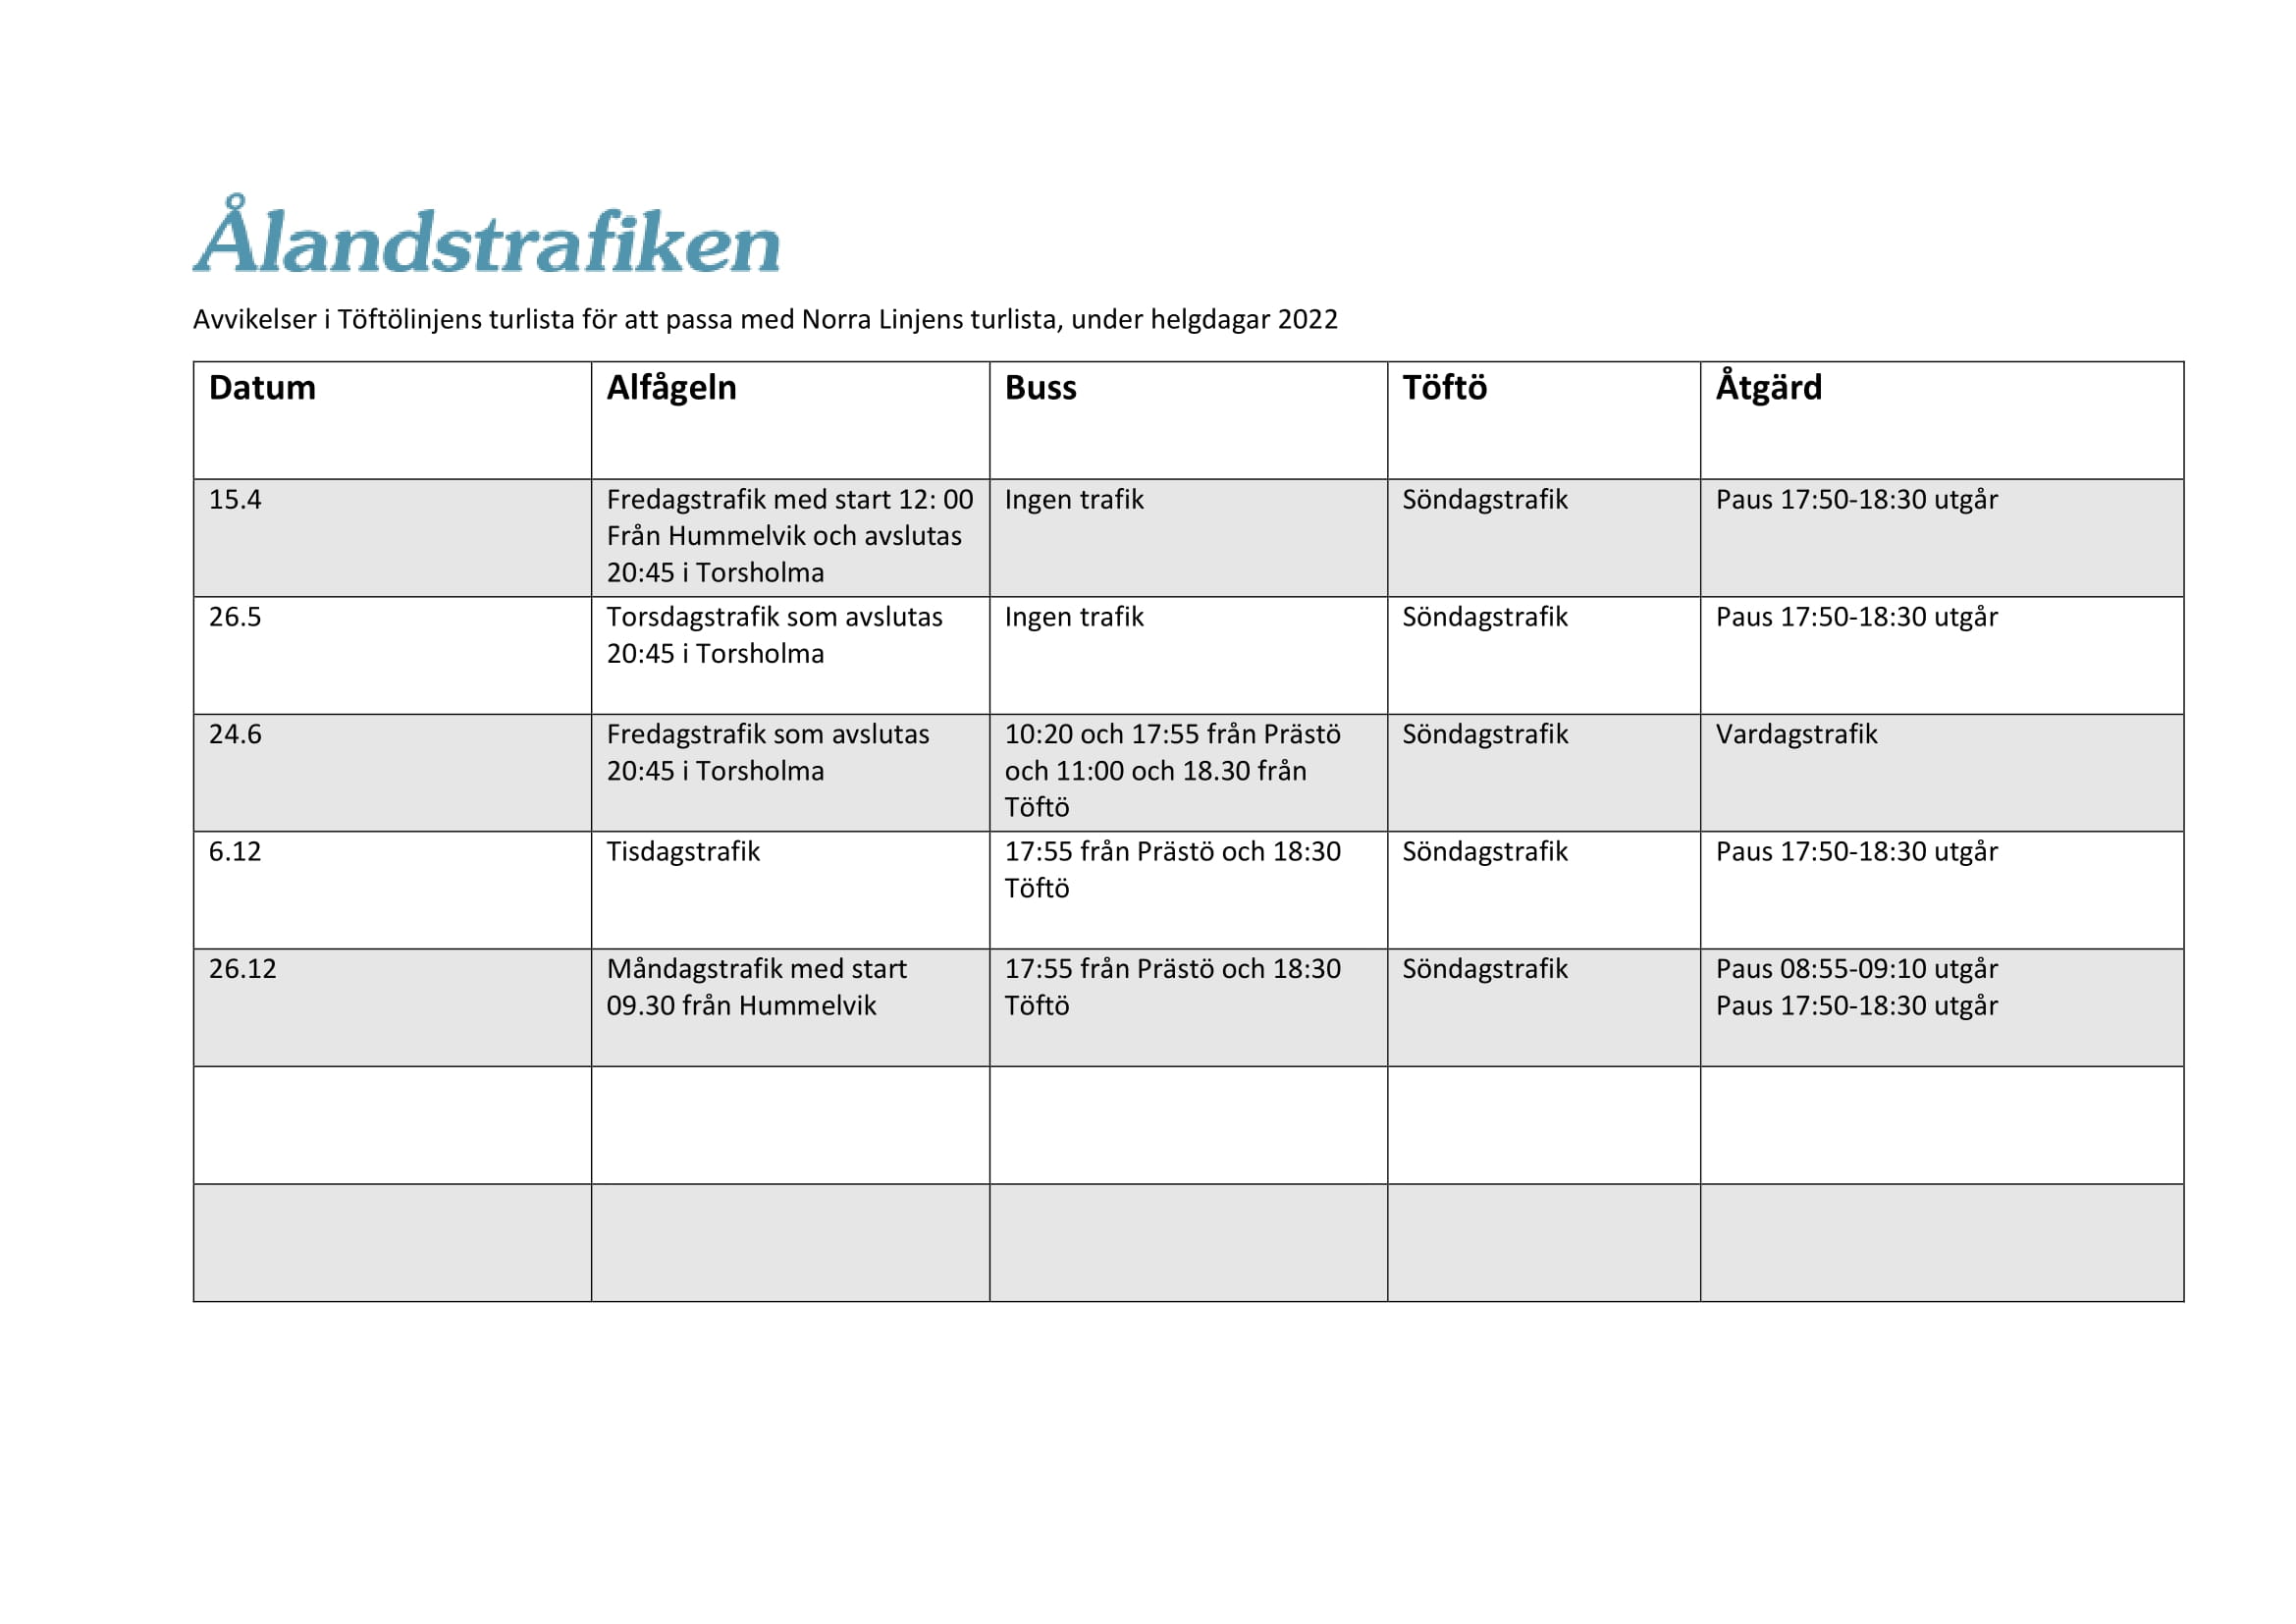 Ålandstrafiken
Avvikelser i Töftölinjens turlista för att passa med Norra Linjens turlista, under helgdagar 2022
Datum Alfågeln Buss Töftö Åtgärd
15.4 Fredagstrafik med start 12: 00 Ingen trafik Söndagstrafik Paus 17:50-18:30 utgår
Från Hummelvik och avslutas
20:45 i Torsholma
26.5 Torsdagstrafik som avslutas Ingen trafik Söndagstrafik Paus 17:50-18:30 utgår
20:45 i Torsholma
24.6 Fredagstrafik som avslutas 10:20 och 17:55 från Prästö Söndagstrafik Vardagstrafik
20:45 i Torsholma och 11:00 och 18.30 från
Töftö
6.12 Tisdagstrafik 17:55 från Prästö och 18:30 Söndagstrafik Paus 17:50-18:30 utgår
Töftö
26.12 Måndagstrafik med start 17:55 från Prästö och 18:30 Söndagstrafik Paus 08:55-09:10 utgår
09.30 från Hummelvik Töftö Paus 17:50-18:30 utgår